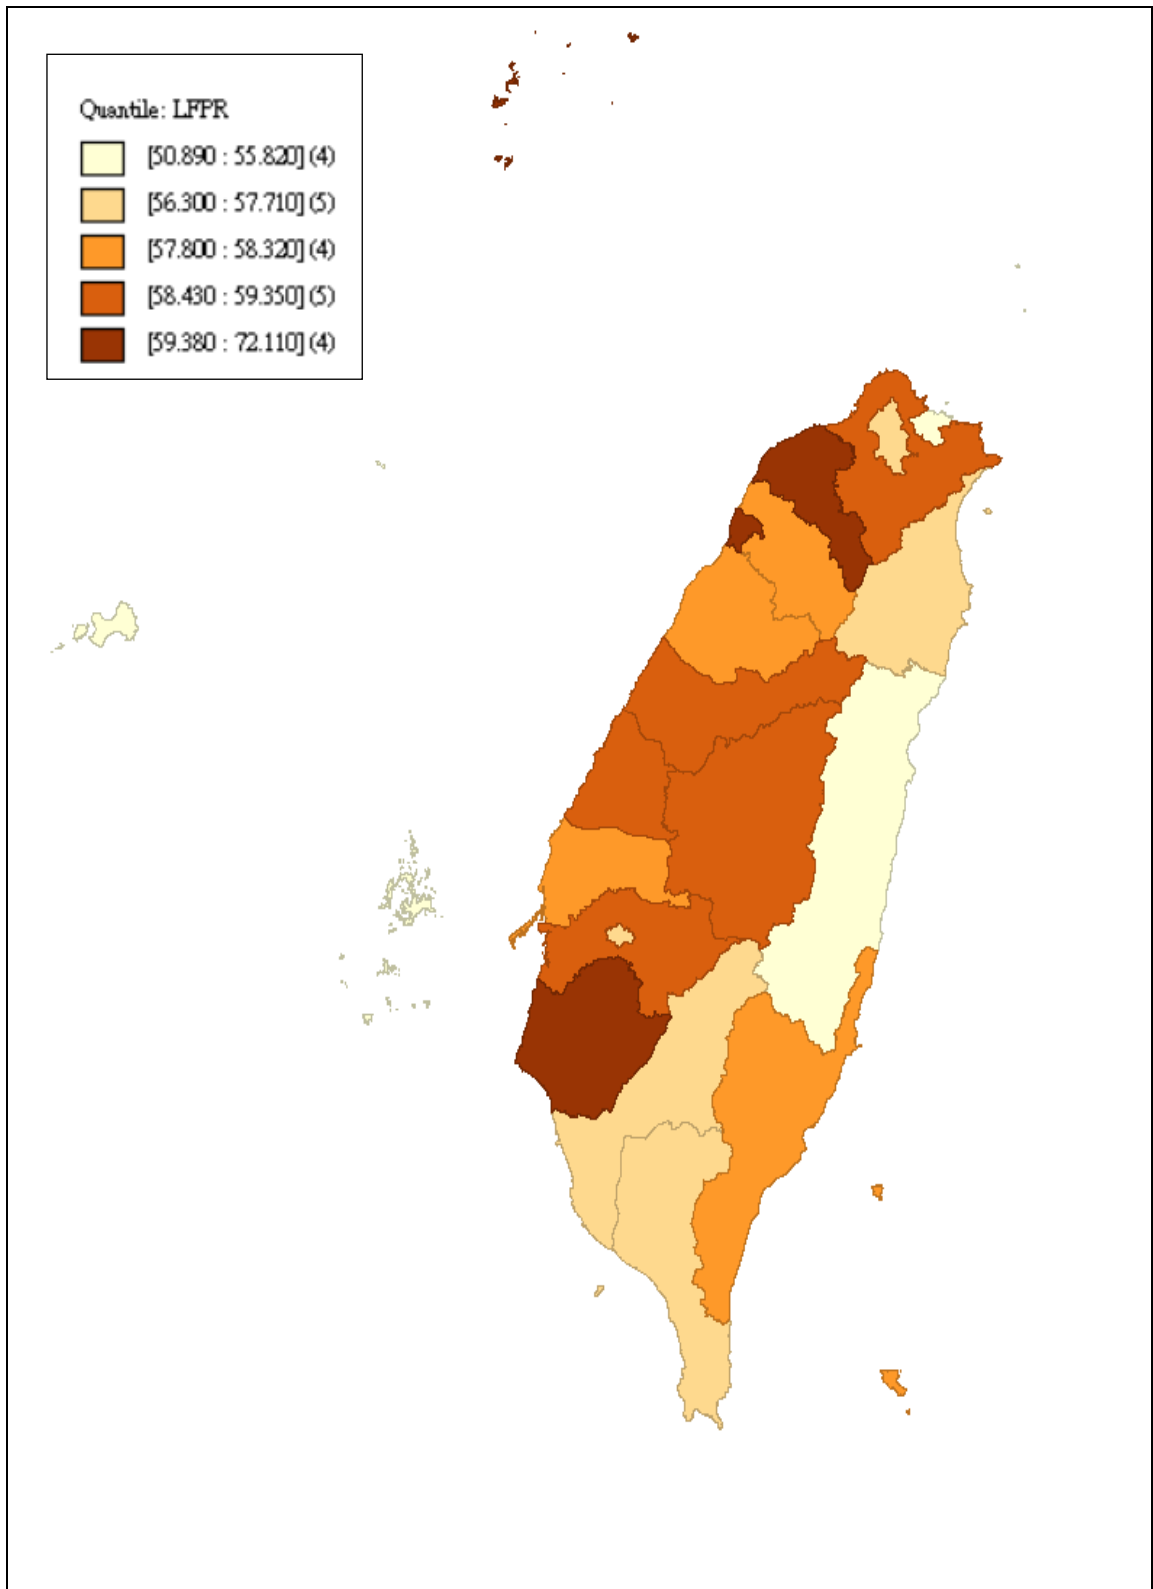 Quantile: LFPR
[50.890 : 55.820] (4)
[56.300 : 57.710] (5)
[57.800 : 58.320] (4)
[58.430 : 59.350] (5)
[59.380 : 72.110] (4)